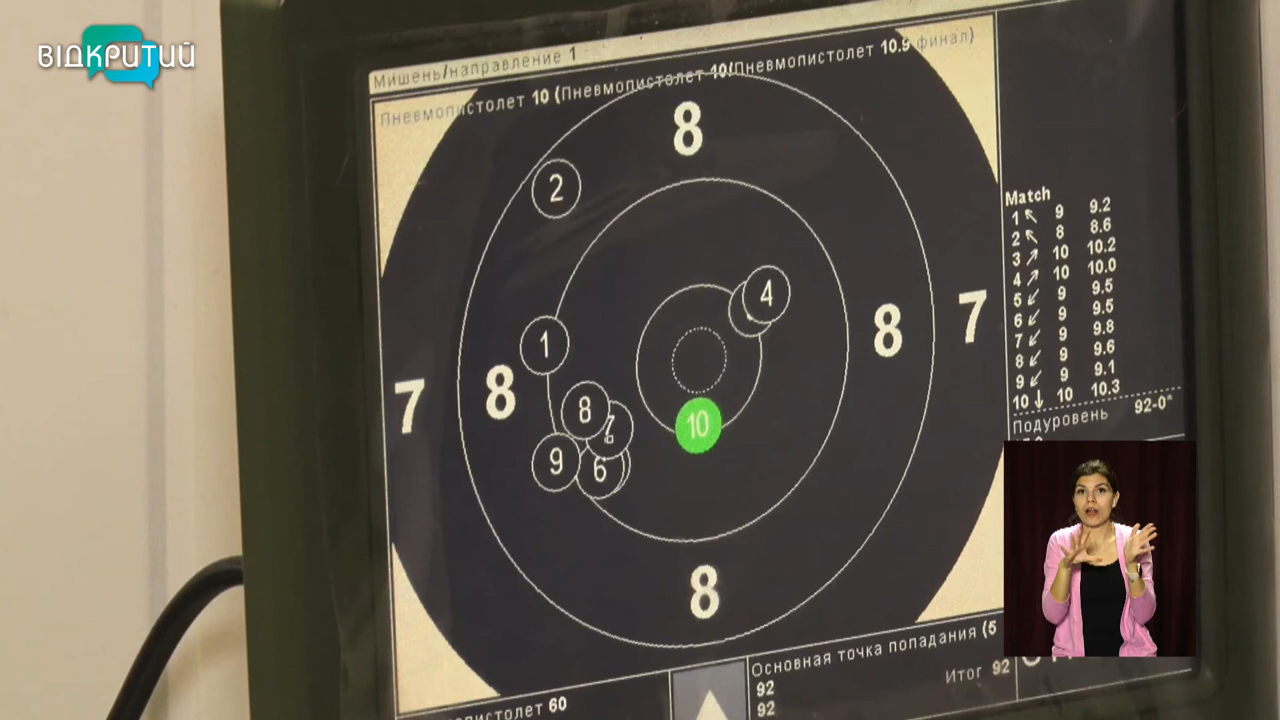 ВІДКРИТИЙ
Мишень/направление 1
Пневмопистолет 10 (Пневмопистолет 10/Пневмопистолет 10.9 финал)
8
2
4
1
8
7
7
8
8
7
10
9
6
8
Match
1 ↖ 9 9.2
2 ↖ 8 8.6
3 ↗ 10 10.2
4 ↗ 10 10.0
5 ↙ 9 9.5
6 ↙ 9 9.5
7 ↙ 9 9.8
8 ↙ 9 9.6
9 ↙ 9 9.1
10 ↓ 10 10.3
Подуровень 92-0*
Основная точка попадания (5
92
Итог 92
92
60